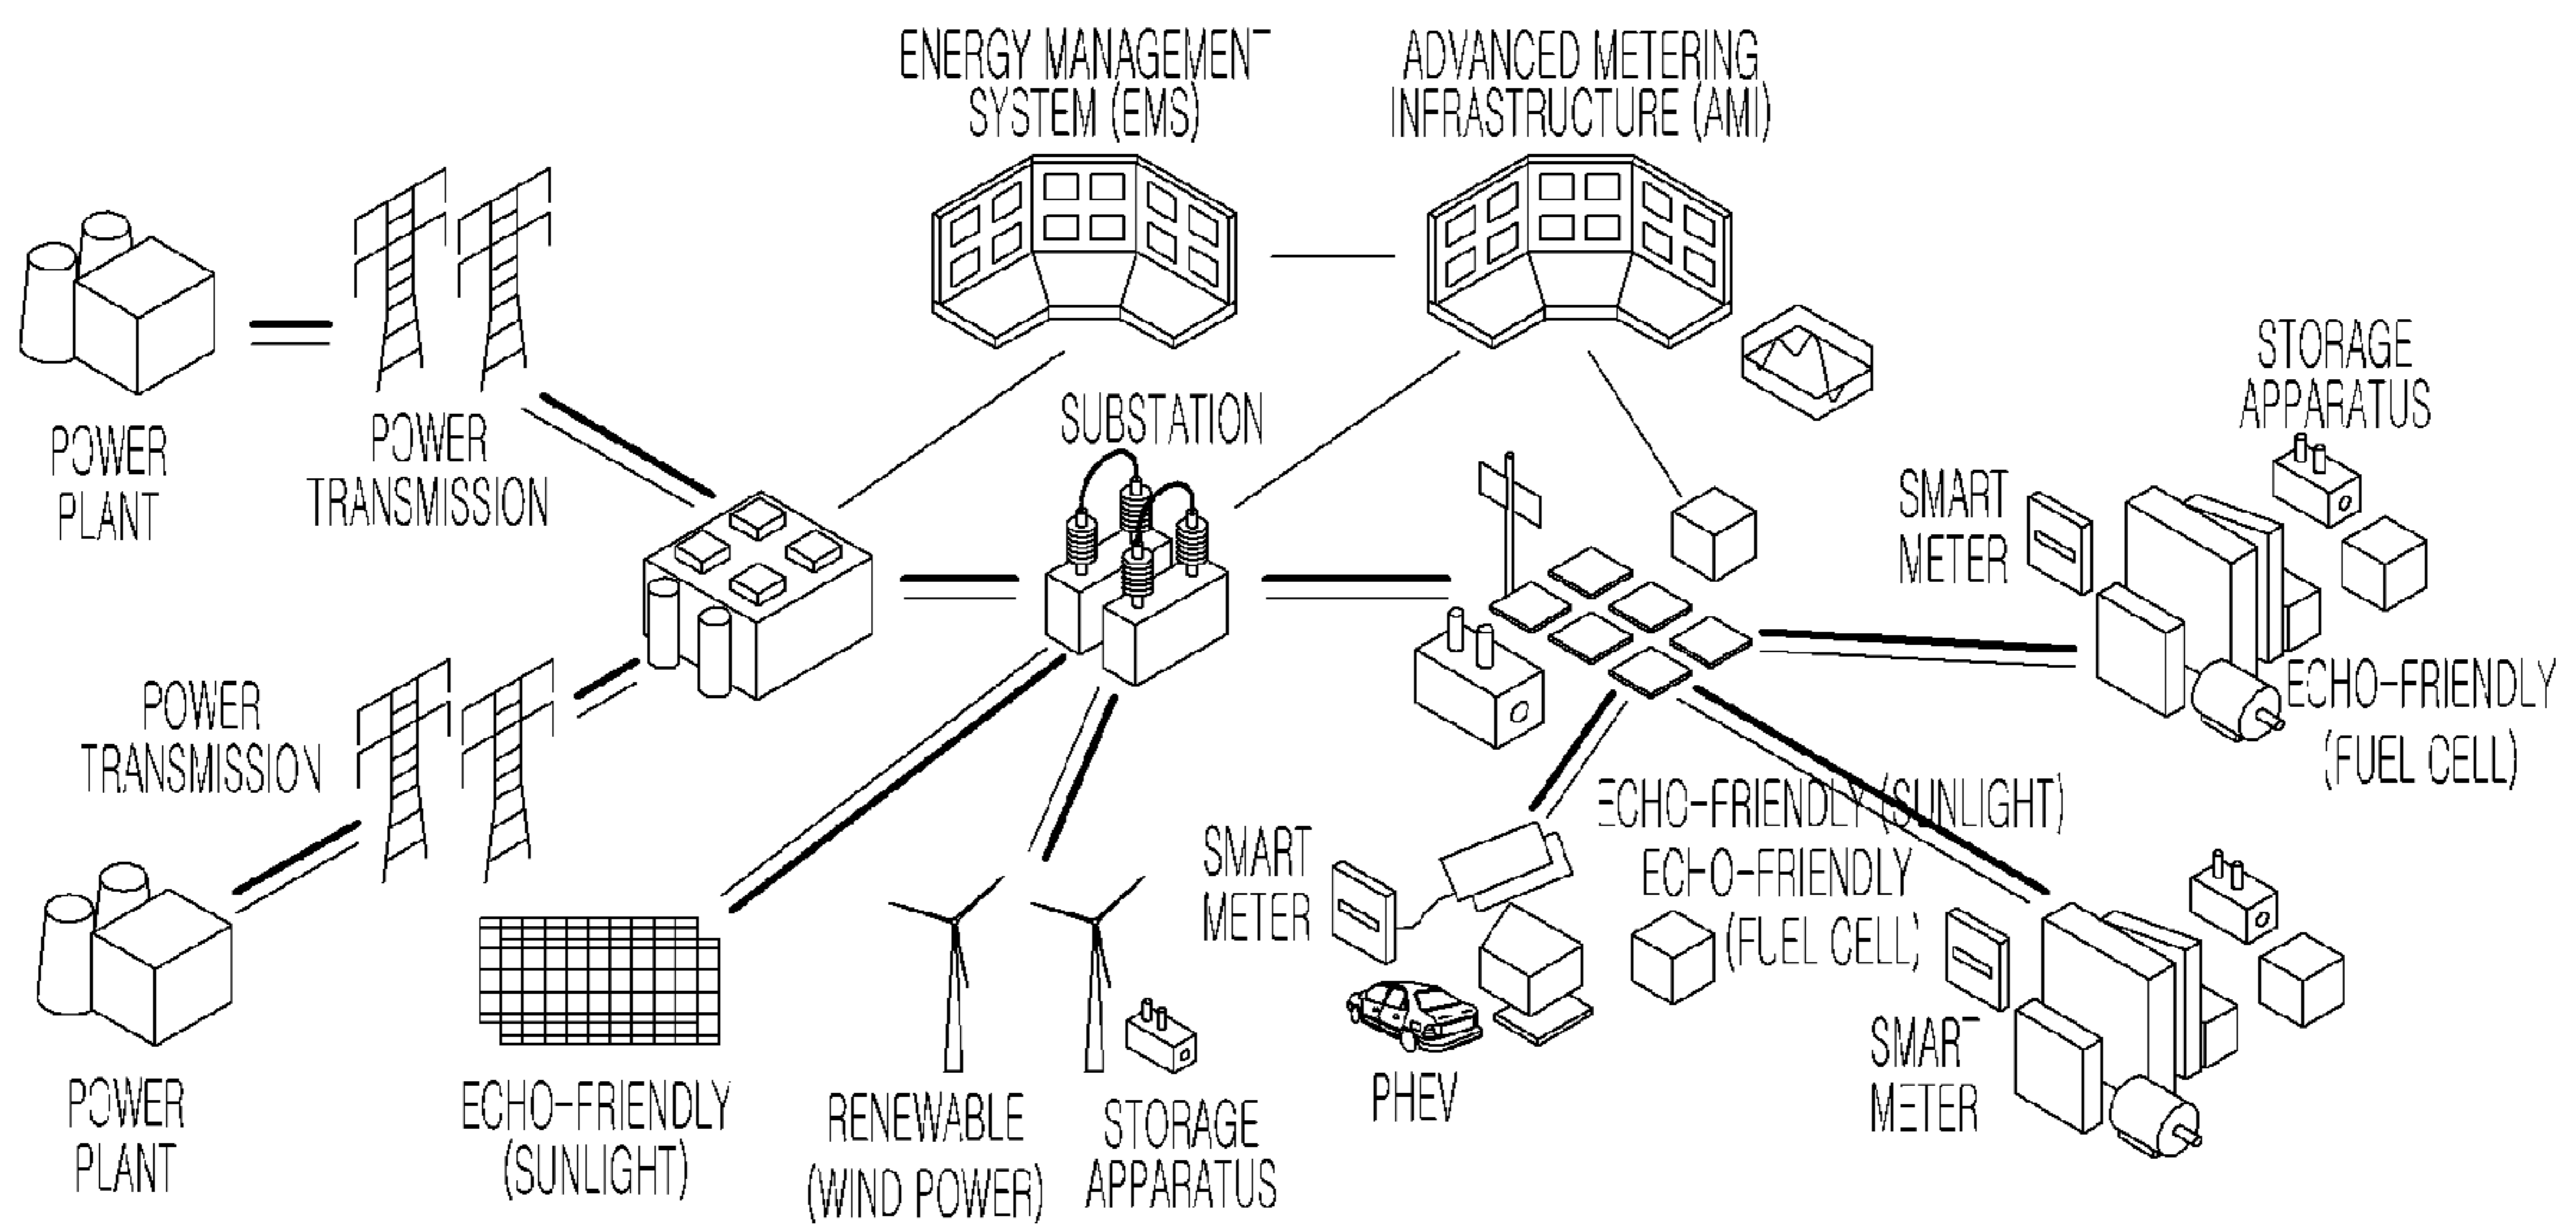 ENERGY MANAGEMENT
SYSTEM (EMS)
ADVANCED METERING
INFRASTRUCTURE (AMI)
POWER
PLANT
POWER
TRANSMISSION
SUBSTATION
STORAGE
APPARATUS
SMART
METER
ECHO-FRIENDLY
(FUEL CELL)
POWER
TRANSMISSION
POWER
PLANT
ECHO-FRIENDLY
(SUNLIGHT)
RENEWABLE
(WIND POWER)
STORAGE
APPARATUS
SMART
METER
PHEV
ECHO-FRIENDLY (SUNLIGHT)
ECHO-FRIENDLY
(FUEL CELL)
SMART
METER